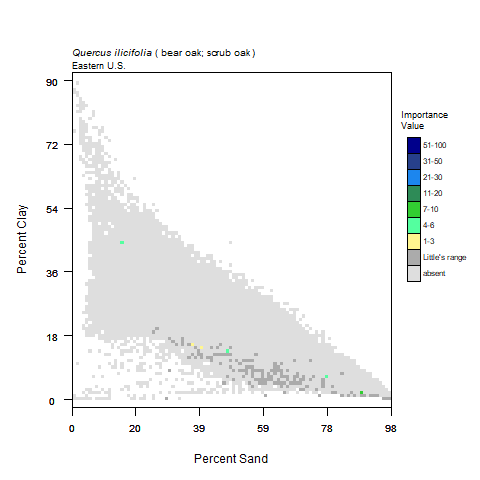 Quercus ilicifolia ( bear oak; scrub oak )
Eastern U.S.
90
72
54
36
18
0
Percent Clay
0 20 39 59 78 98
Percent Sand
Importance
Value
51-100
31-50
21-30
11-20
7-10
4-6
1-3
Little's range
absent